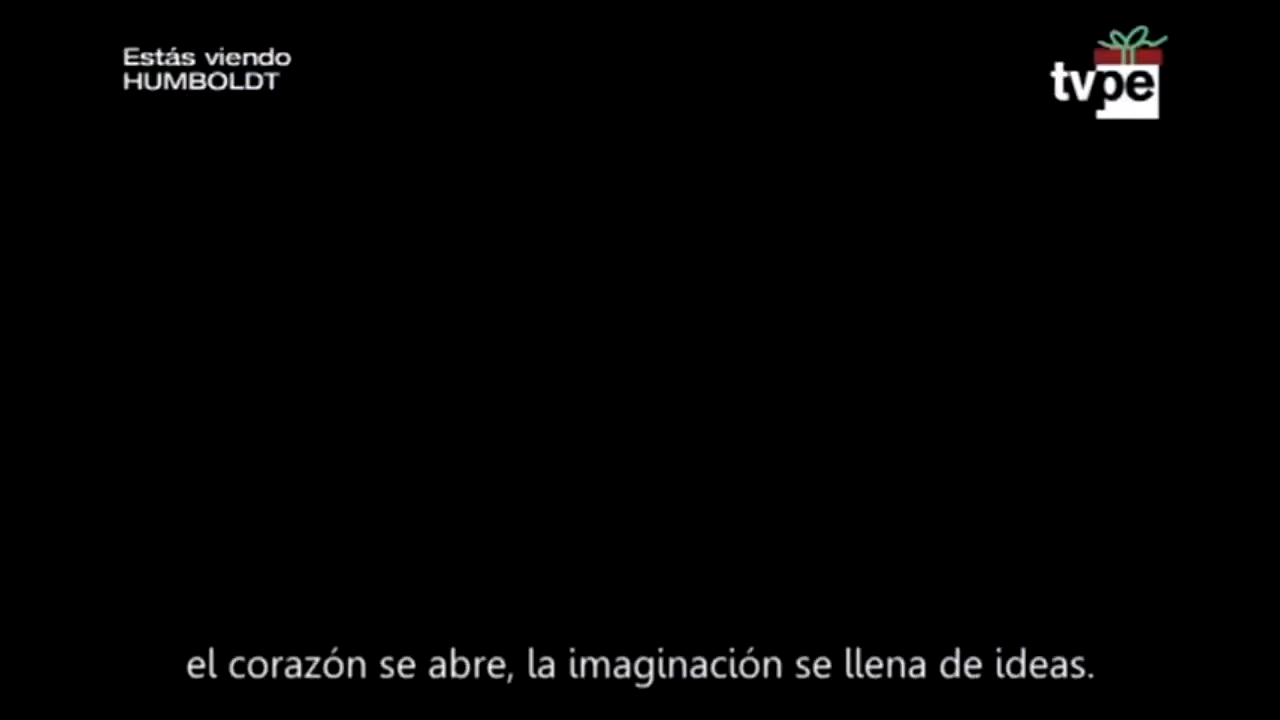 Estás viendo
HUMBOLDT
tvpe
el corazón se abre, la imaginación se llena de ideas.